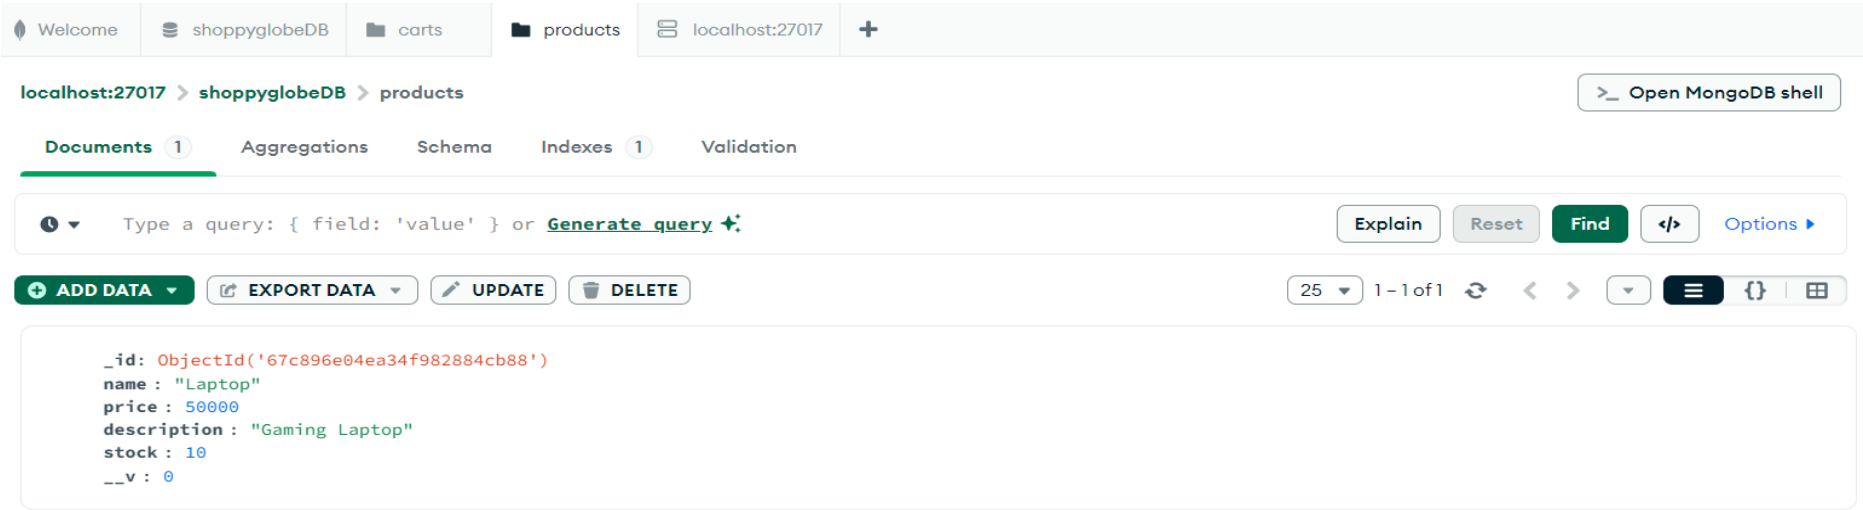 Welcome shoppyglobeDB carts products localhost:27017
localhost:27017 > shoppyglobeDB > products
>_ Open MongoDB shell
Documents 1 Aggregations Schema Indexes 1 Validation
Type a query: { field: 'value' } or Generate query
Explain Reset Find </> Options
ADD DATA EXPORT DATA UPDATE DELETE
25 1 – 1 of 1 {}
_id: ObjectId('67c896e04ea34f982884cb88')
name : "Laptop"
price : 50000
description : "Gaming Laptop"
stock : 10
__v : 0